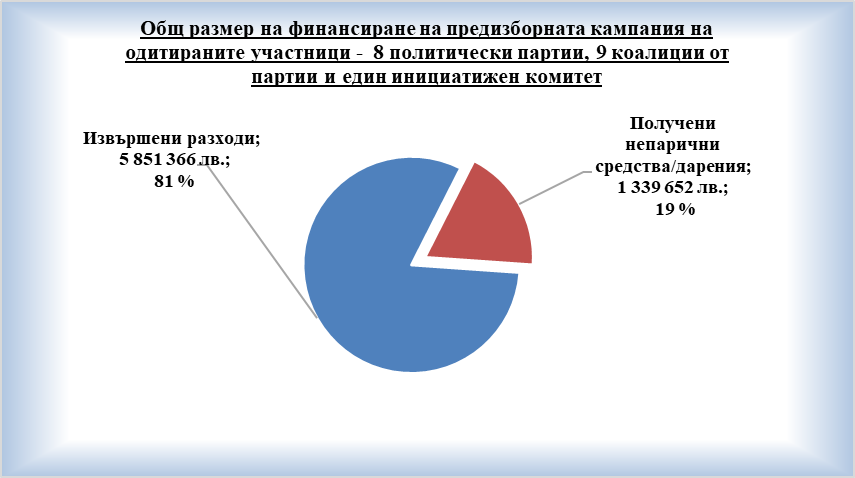 Общ размер на финансиране на предизборната кампания на
одитираните участници - 8 политически партии, 9 коалиции от
партии и един инициатижен комитет
Извършени разходи;
5 851 366 лв.;
81 %
Получени
непарични
средства/дарения;
1 339 652 лв.;
19 %